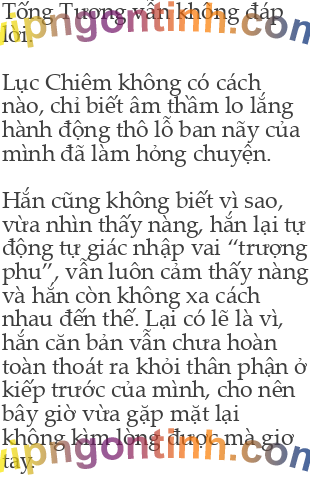 Tống Tương vẫn không đáp
lời.
Lục Chiêm không có cách
nào, chỉ biết âm thầm lo lắng
hành động thô lỗ ban nãy của
mình đã làm hỏng chuyện.
Hắn cũng không biết vì sao,
vừa nhìn thấy nàng, hắn lại tự
động tự giác nhập vai “trượng
phu”, vẫn luôn cảm thấy nàng
và hắn còn không xa cách
nhau đến thế. Lại có lẽ là vì,
hắn căn bản vẫn chưa hoàn
toàn thoát ra khỏi thân phận ở
kiếp trước của mình, cho nên
bây giờ vừa gặp mặt lại
không kìm lòng được mà giơ
tay.
vipngontinh.com
vipngontinh.com